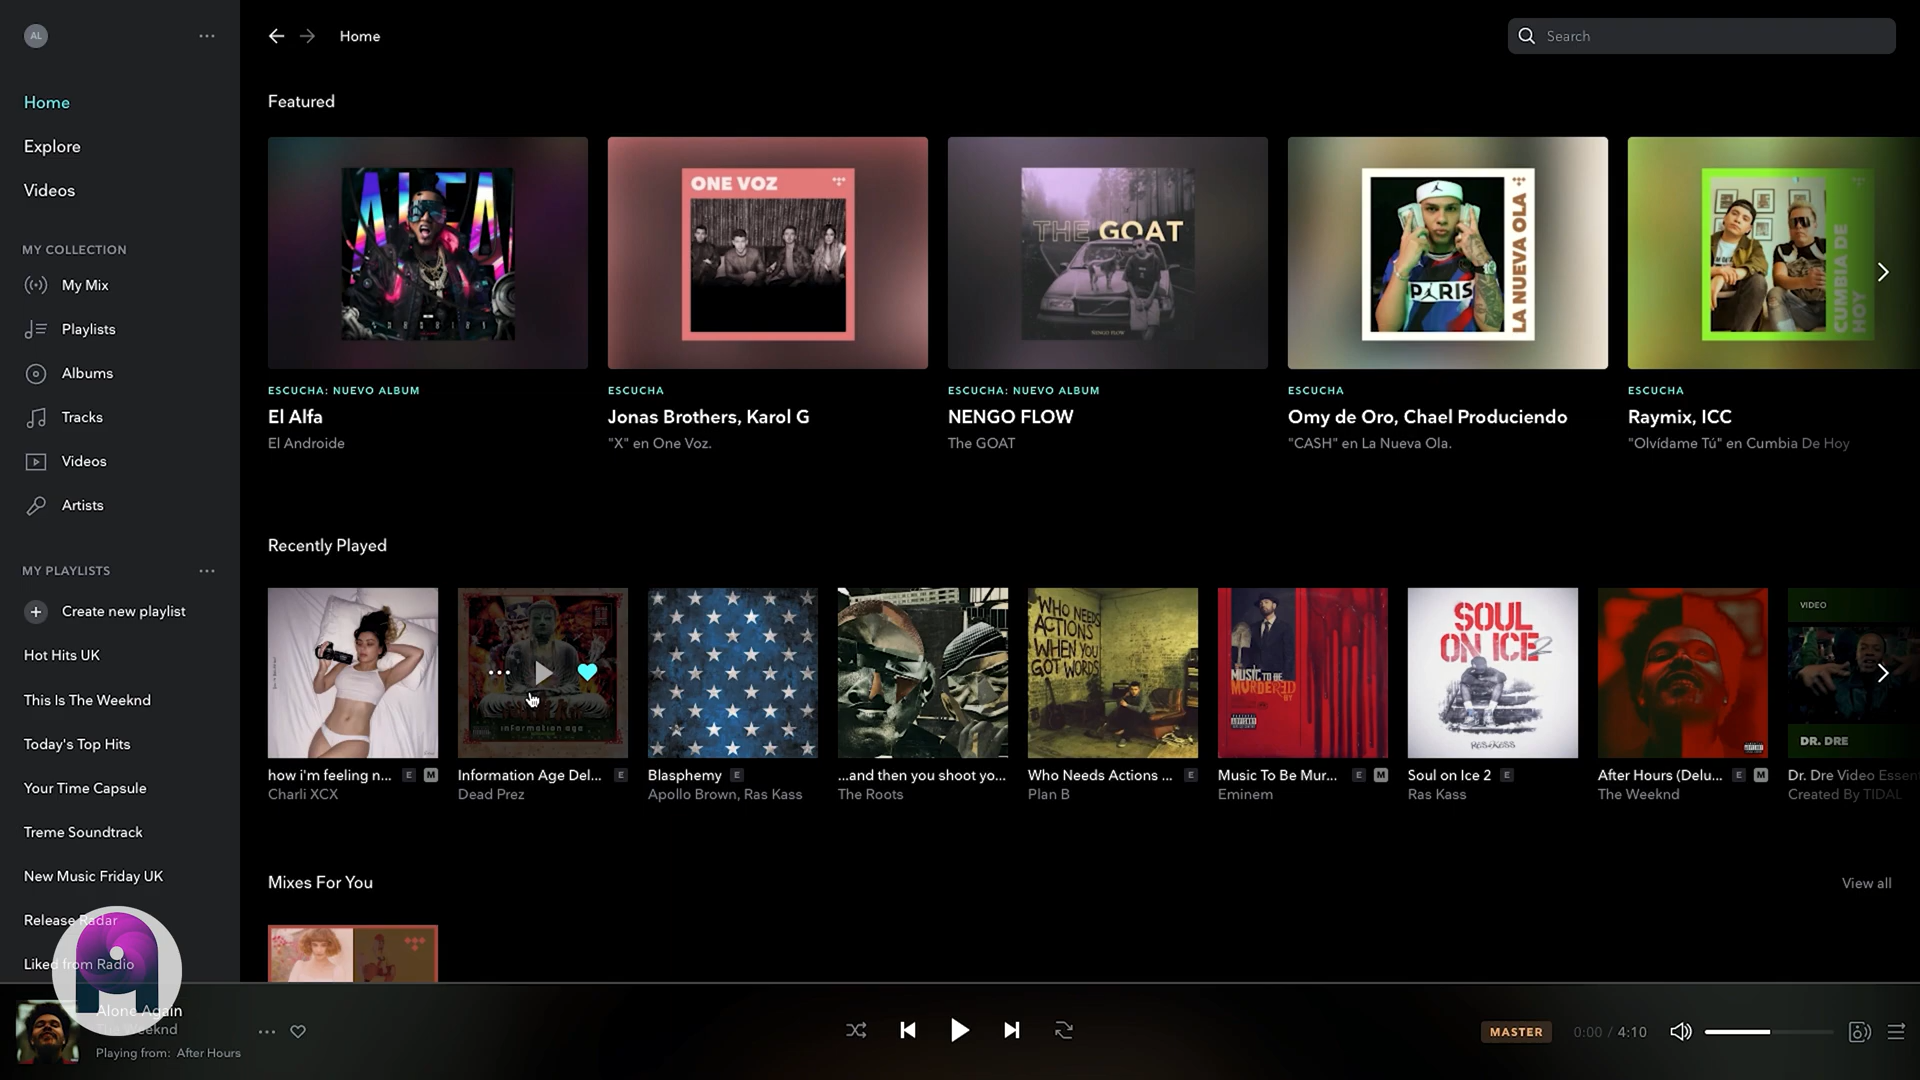 AL
Home
Search
Home
Explore
Videos
MY COLLECTION
My Mix
Playlists
Albums
Tracks
Videos
Artists
MY PLAYLISTS
Create new playlist
Hot Hits UK
This Is The Weeknd
Today's Top Hits
Your Time Capsule
Treme Soundtrack
New Music Friday UK
Release Radar
Liked from Radio
Featured
ALFA
ONE VOZ
THE GOAT
NENGO FLOW
PARIS
LA NUEVA OLA
CUMBIA DE
HOY
ESCUCHA: NUEVO ALBUM
El Alfa
El Androide
ESCUCHA
Jonas Brothers, Karol G
"X" en One Voz.
ESCUCHA: NUEVO ALBUM
NENGO FLOW
The GOAT
ESCUCHA
Omy de Oro, Chael Produciendo
"CASH" en La Nueva Ola.
ESCUCHA
Raymix, ICC
"Olvídame Tú" en Cumbia De Hoy
Recently Played
information age
WHO NEEDS
ACTIONS
WHEN YOU
GOT WORDS
MUSIC TO BE
MURDERED
BY
SOUL
ON ICE 2
RAS KASS
VIDEO
DR. DRE
how i'm feeling n... E M
Charli XCX
Information Age Del... E
Dead Prez
Blasphemy E
Apollo Brown, Ras Kass
...and then you shoot yo...
The Roots
Who Needs Actions ... E
Plan B
Music To Be Mur... E M
Eminem
Soul on Ice 2 E
Ras Kass
After Hours (Delu... E M
The Weeknd
Dr. Dre Video Essen
Created By TIDAL
Mixes For You
View all
Alone Again
The Weeknd
Playing from: After Hours
MASTER
0:00 / 4:10